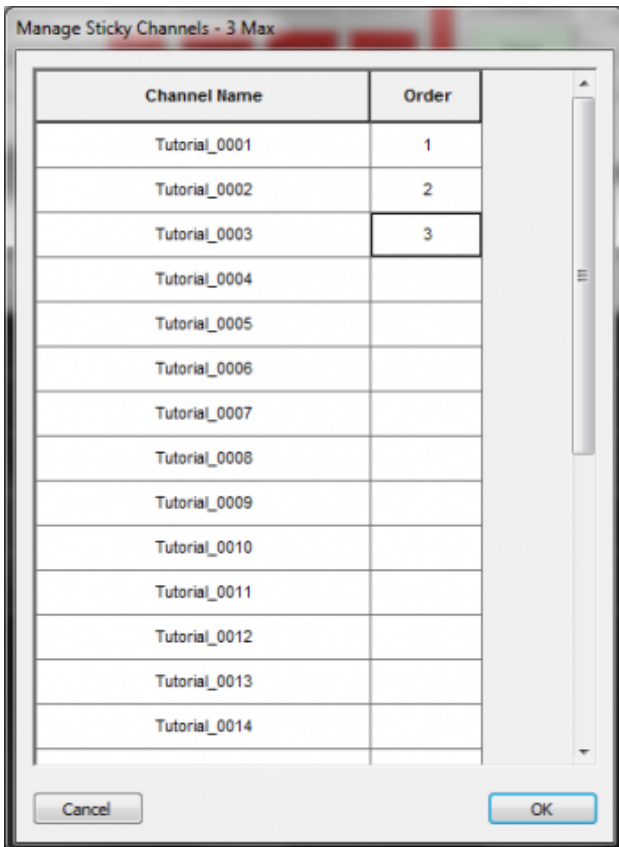 Manage Sticky Channels - 3 Max
Channel Name Order
Tutorial_0001 1
Tutorial_0002 2
Tutorial_0003 3
Tutorial_0004
Tutorial_0005
Tutorial_0006
Tutorial_0007
Tutorial_0008
Tutorial_0009
Tutorial_0010
Tutorial_0011
Tutorial_0012
Tutorial_0013
Tutorial_0014
Cancel OK